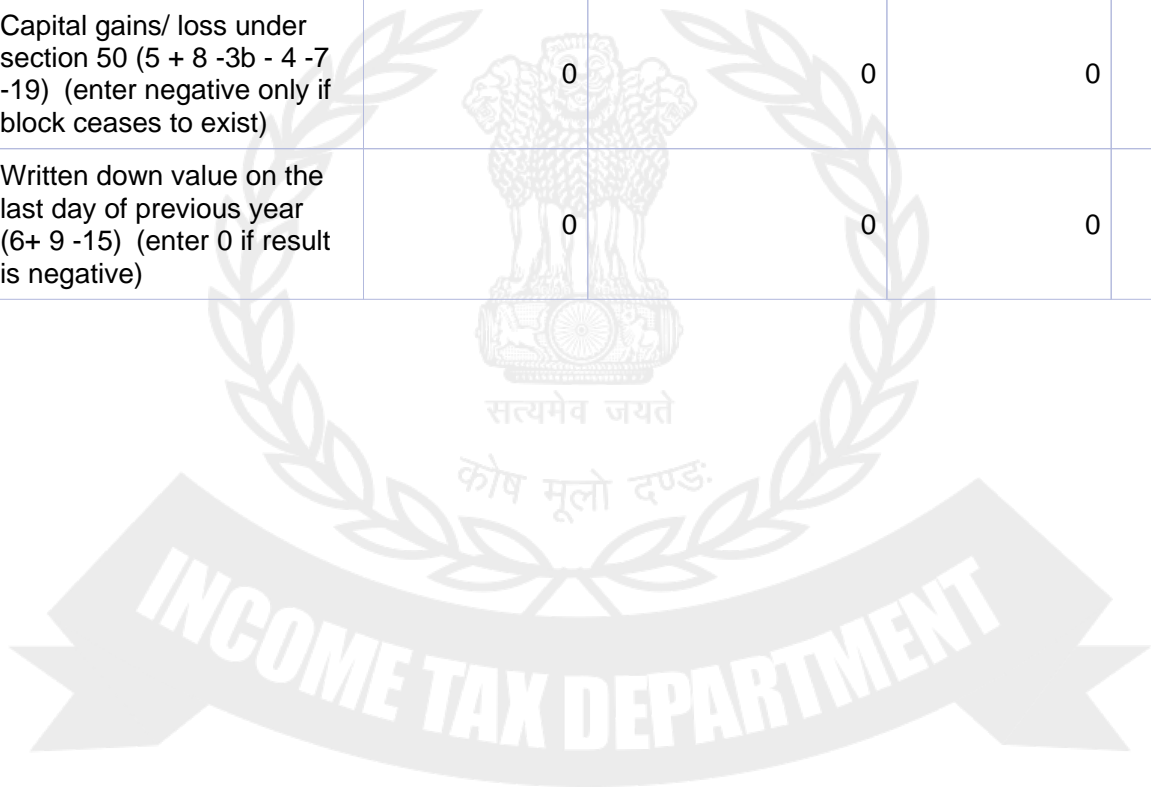 Capital gains/ loss under
section 50 (5 + 8 -3b - 4 -7
-19)  (enter negative only if
block ceases to exist)
0 0 0
Written down value on the
last day of previous year
(6+ 9 -15)  (enter 0 if result
is negative)
0 0 0
सत्यमेव जयते
कोष मूलो दण्डः
INCOME TAX DEPARTMENT